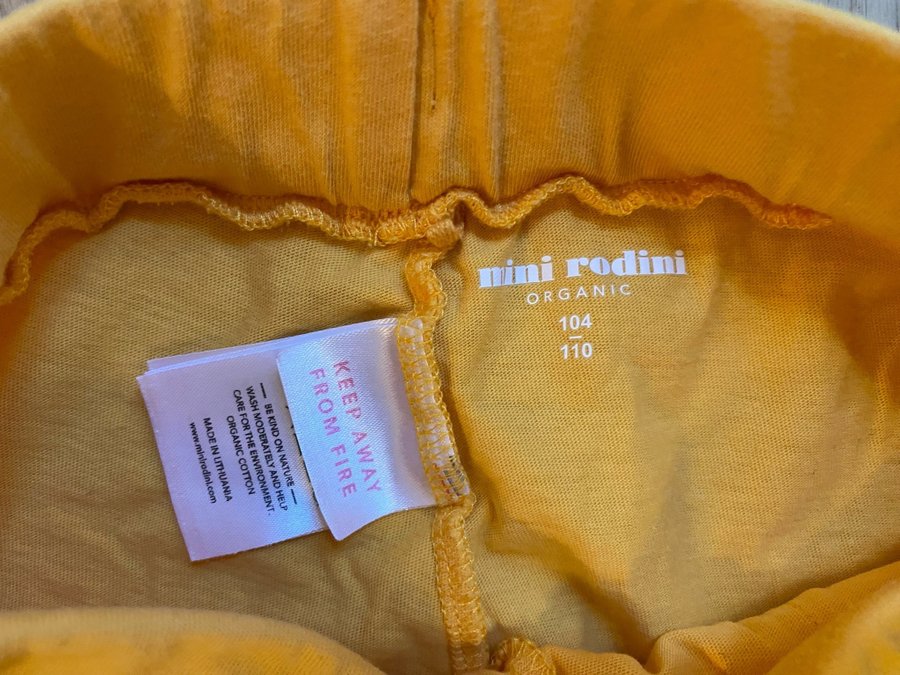 mini rodini
ORGANIC
104
—
110
KEEP AWAY
FROM FIRE
— BE KIND ON NATURE —
WASH MODERATELY AND HELP
CARE FOR THE ENVIRONMENT.
ORGANIC COTTON
MADE IN LITHUANIA
www.minirodini.com